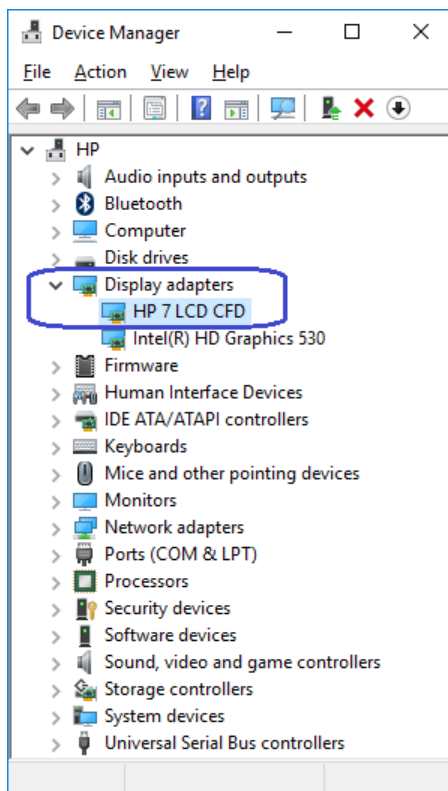 Device Manager
File Action View Help
HP
Audio inputs and outputs
Bluetooth
Computer
Disk drives
Display adapters
HP 7 LCD CFD
Intel(R) HD Graphics 530
Firmware
Human Interface Devices
IDE ATA/ATAPI controllers
Keyboards
Mice and other pointing devices
Monitors
Network adapters
Ports (COM & LPT)
Processors
Security devices
Software devices
Sound, video and game controllers
Storage controllers
System devices
Universal Serial Bus controllers